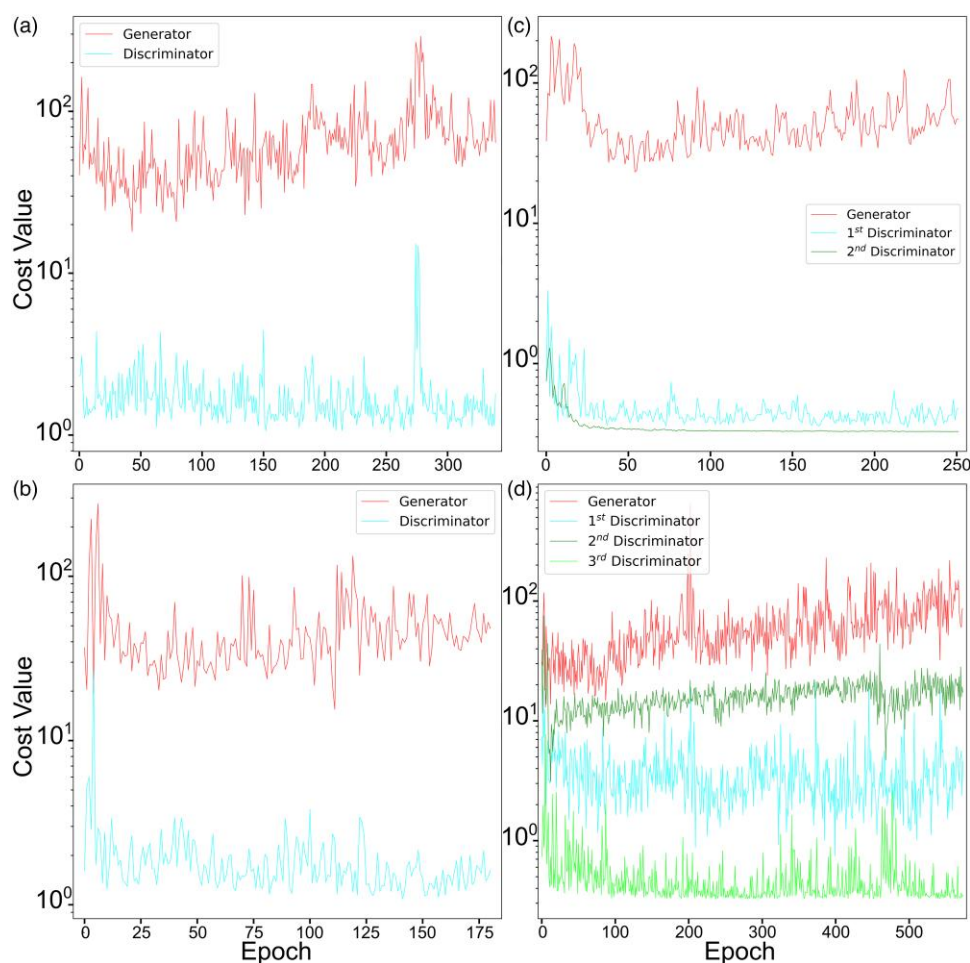 (a)
Generator
Discriminator
10²
10¹
10⁰
Cost Value
0 50 100 150 200 250 300
(c)
Generator
1ˢᵗ Discriminator
2ⁿᵈ Discriminator
10²
10¹
10⁰
0 50 100 150 200 250
(b)
Generator
Discriminator
10²
10¹
10⁰
Cost Value
0 25 50 75 100 125 150 175
Epoch
(d)
Generator
1ˢᵗ Discriminator
2ⁿᵈ Discriminator
3ʳᵈ Discriminator
10²
10¹
10⁰
0 100 200 300 400 500
Epoch